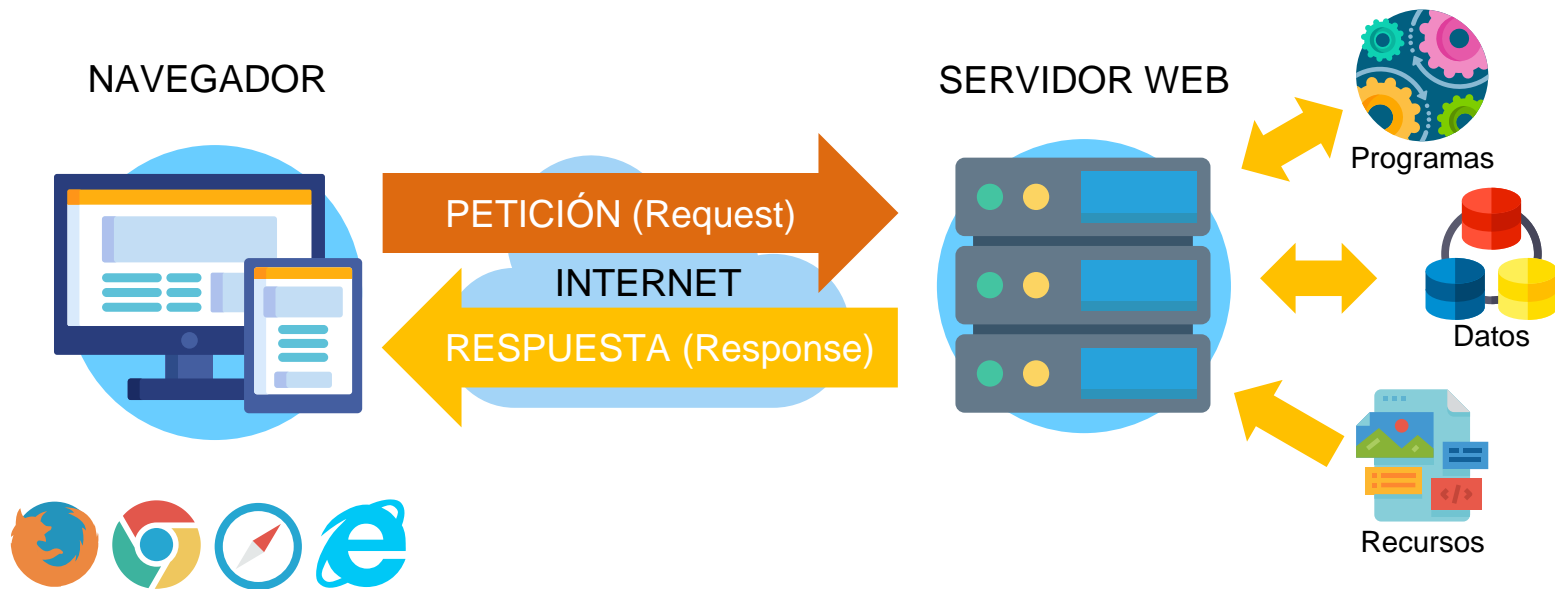 NAVEGADOR
SERVIDOR WEB
PETICIÓN (Request)
INTERNET
RESPUESTA (Response)
Programas
Datos
Recursos